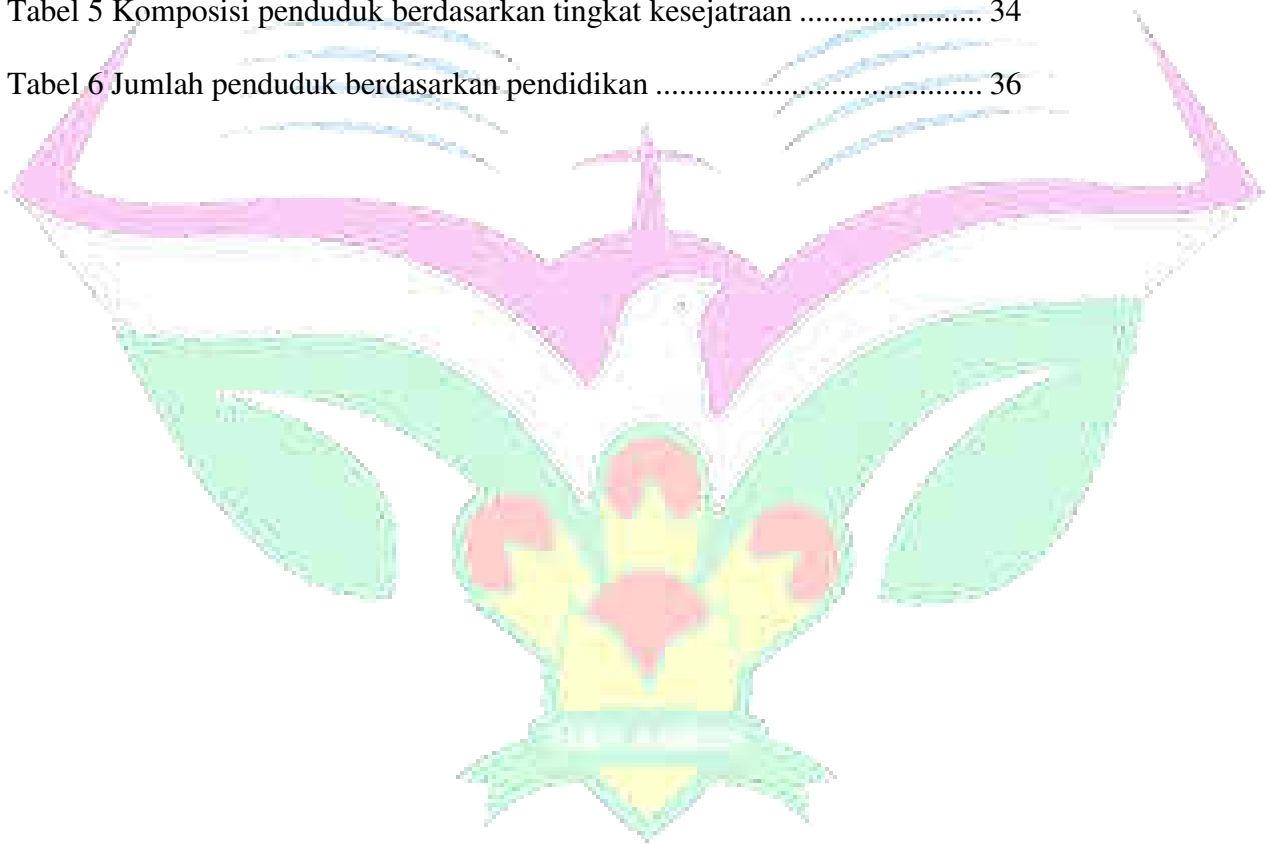 Tabel 5 Komposisi penduduk berdasarkan tingkat kesejatraan ....................... 34
Tabel 6 Jumlah penduduk berdasarkan pendidikan ......................................... 36